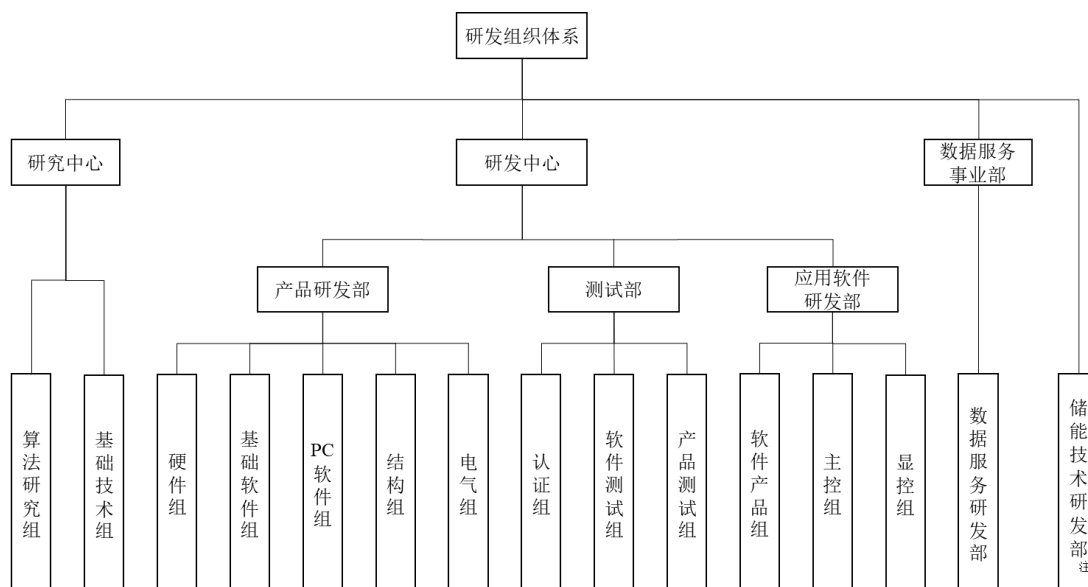 研发组织体系
研究中心
研发中心
数据服务
事业部
产品研发部
测试部
应用软件
研发部
算法研究组
基础技术组
硬件组
基础软件组
PC
软件组
结构组
电气组
认证组
软件测试组
产品测试组
软件产品组
主控组
显控组
数据服务研发部
储能技术研发部